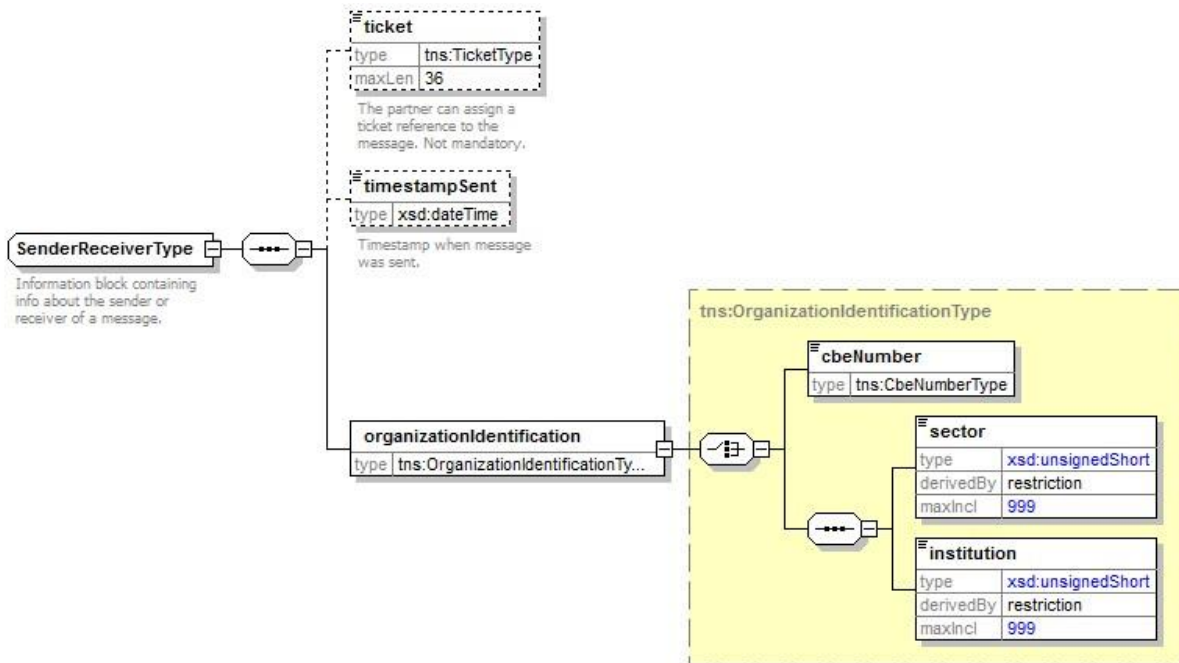 ticket
type tns:TicketType
maxLen 36
The partner can assign a
ticket reference to the
message. Not mandatory.
timestampSent
type xsd:dateTime
Timestamp when message
was sent.
SenderReceiverType
Information block containing
info about the sender or
receiver of a message.
organizationIdentification
type tns:OrganizationIdentificationTy...
tns:OrganizationIdentificationType
cbeNumber
type tns:CbeNumberType
sector
type xsd:unsignedShort
derivedBy restriction
maxIncl 999
institution
type xsd:unsignedShort
derivedBy restriction
maxIncl 999